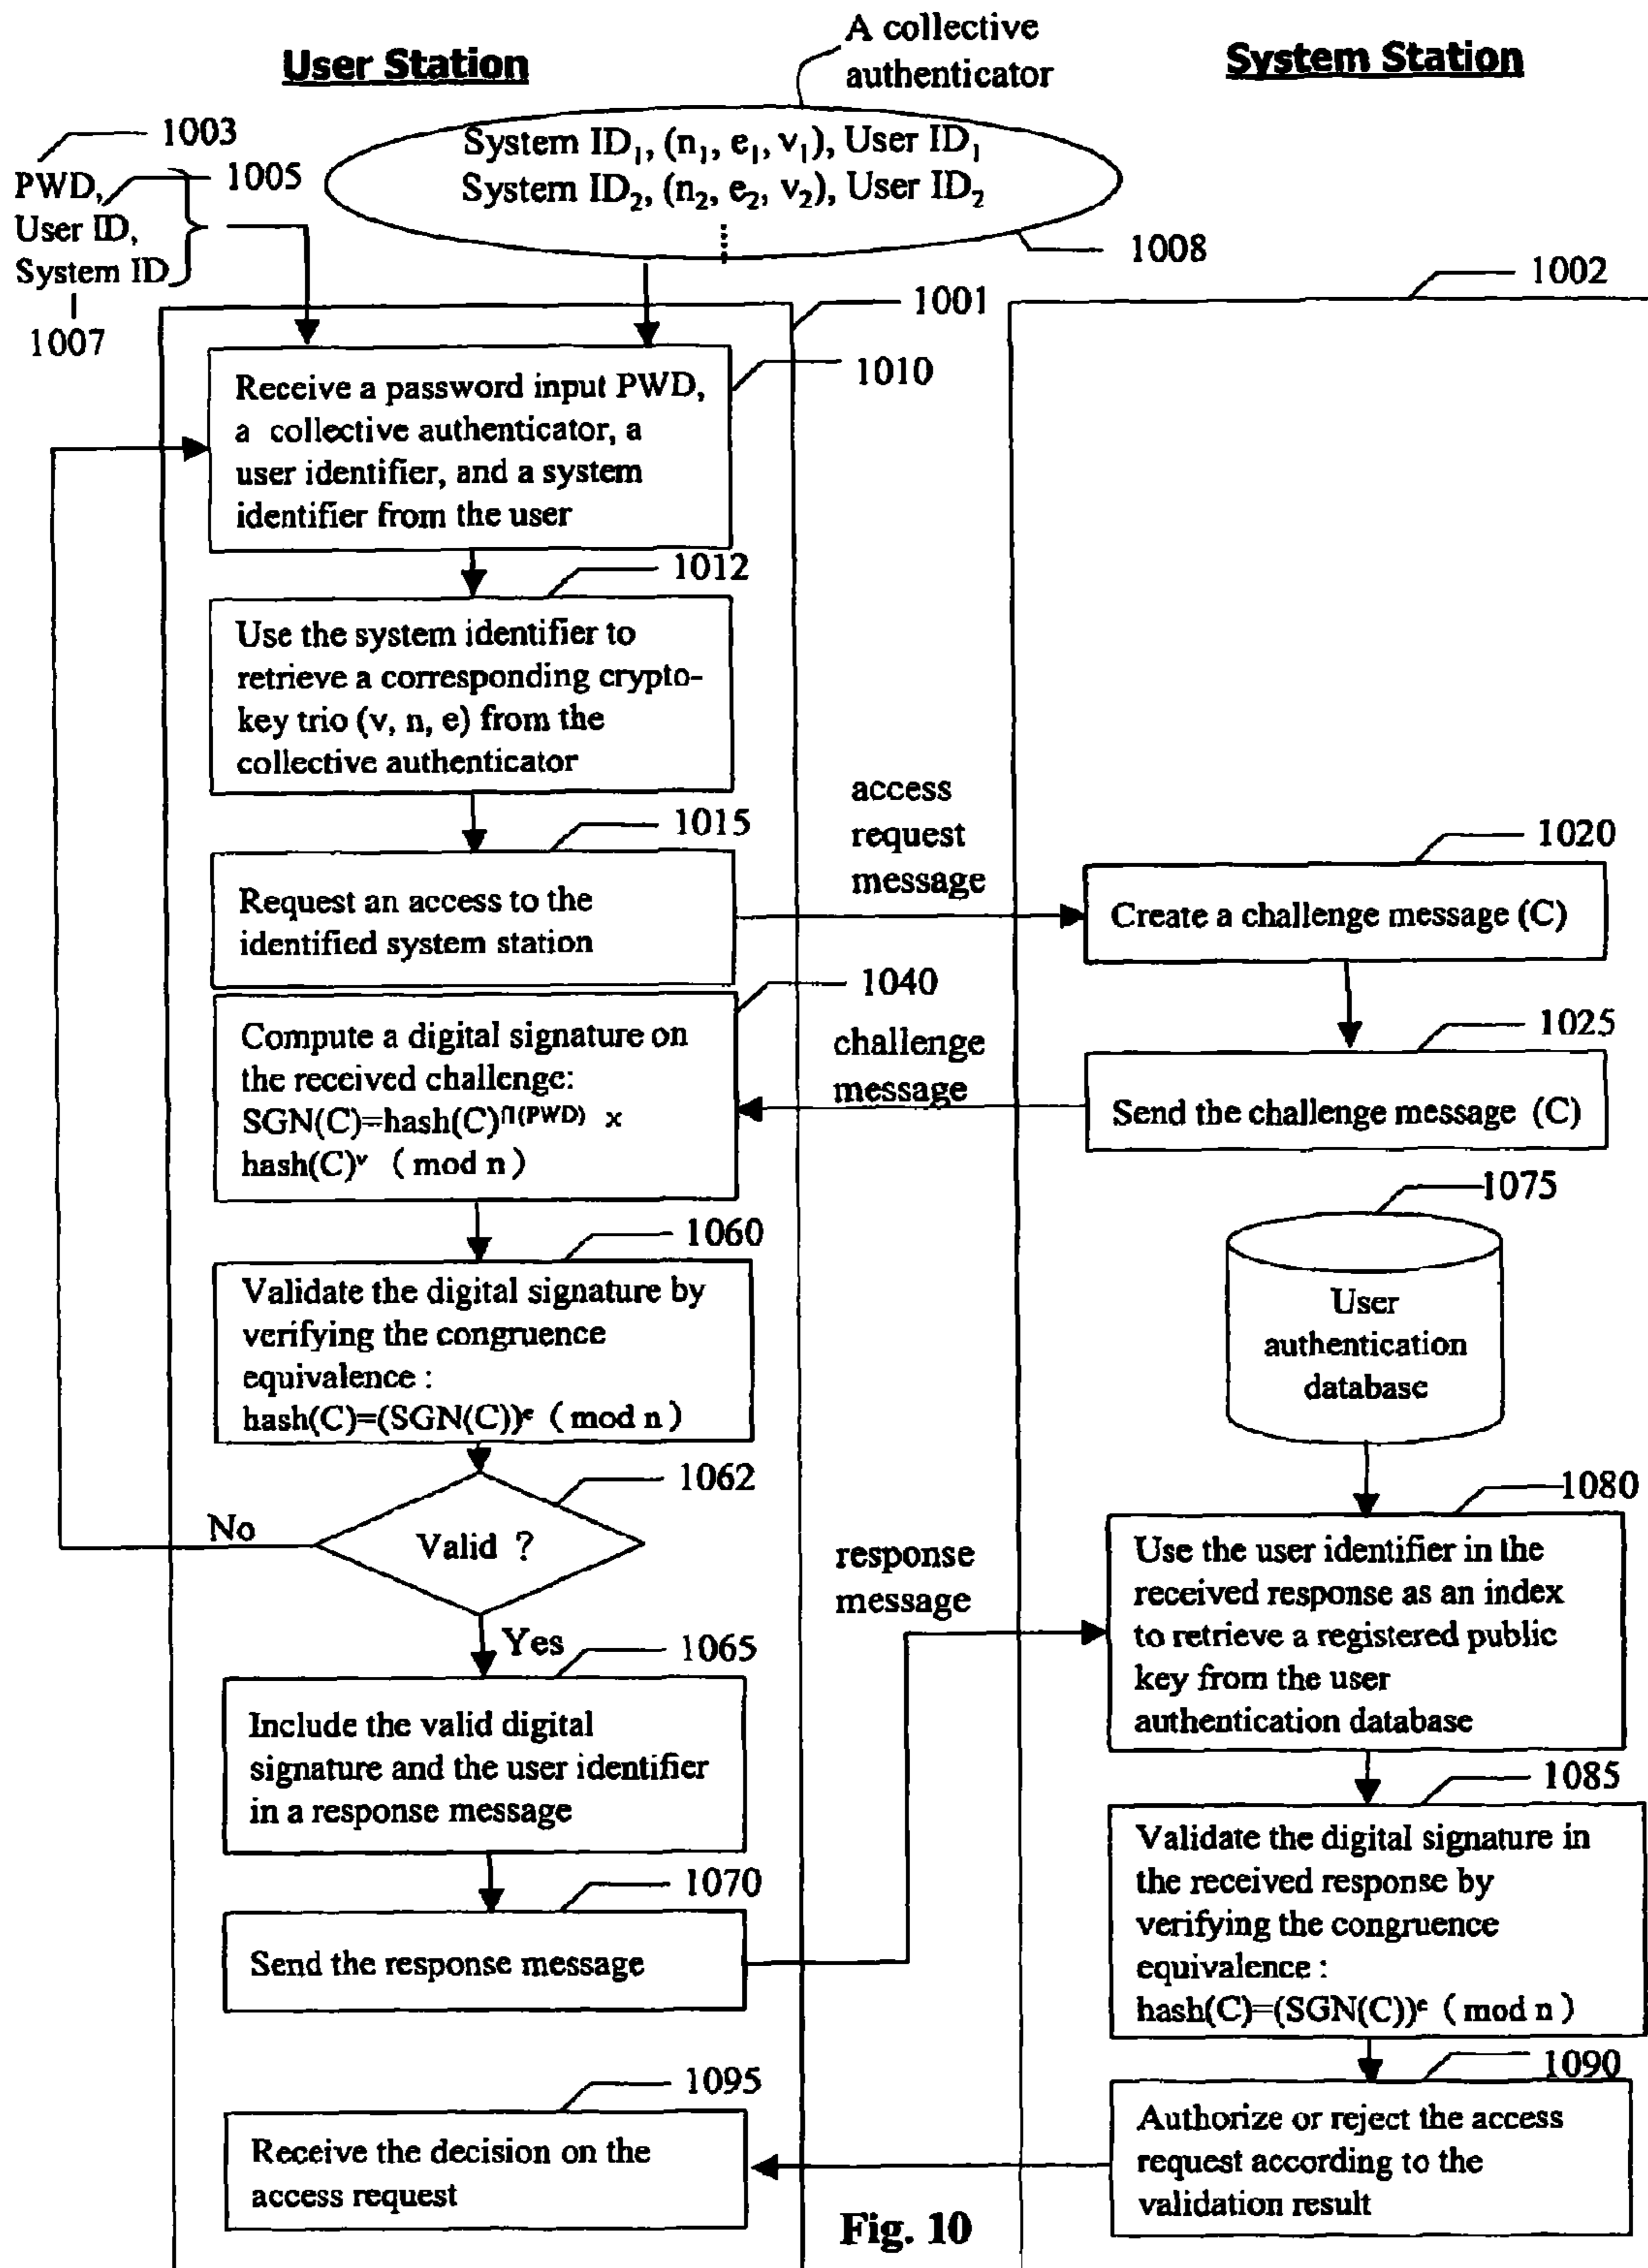 User Station
A collective
authenticator
System Station
1003
PWD,
1005
User ID,
System ID
1007
System ID₁, (n₁, e₁, v₁), User ID₁
System ID₂, (n₂, e₂, v₂), User ID₂
1008
1002
1001
1010
Receive a password input PWD,
a collective authenticator, a
user identifier, and a system
identifier from the user
1012
Use the system identifier to
retrieve a corresponding crypto-
key trio (v, n, e) from the
collective authenticator
1015
Request an access to the
identified system station
access
request
message
1020
Create a challenge message (C)
1025
Send the challenge message (C)
challenge
message
1040
Compute a digital signature on
the received challenge:
SGN(C)=hash(C)^Π(PWD) x
hash(C)^v ( mod n )
1060
Validate the digital signature by
verifying the congruence
equivalence :
hash(C)=(SGN(C))^e ( mod n )
1062
Valid ?
No
Yes
1065
Include the valid digital
signature and the user identifier
in a response message
1070
Send the response message
response
message
1075
User
authentication
database
1080
Use the user identifier in the
received response as an index
to retrieve a registered public
key from the user
authentication database
1085
Validate the digital signature in
the received response by
verifying the congruence
equivalence :
hash(C)=(SGN(C))^e ( mod n )
1090
Authorize or reject the access
request according to the
validation result
1095
Receive the decision on the
access request
Fig. 10